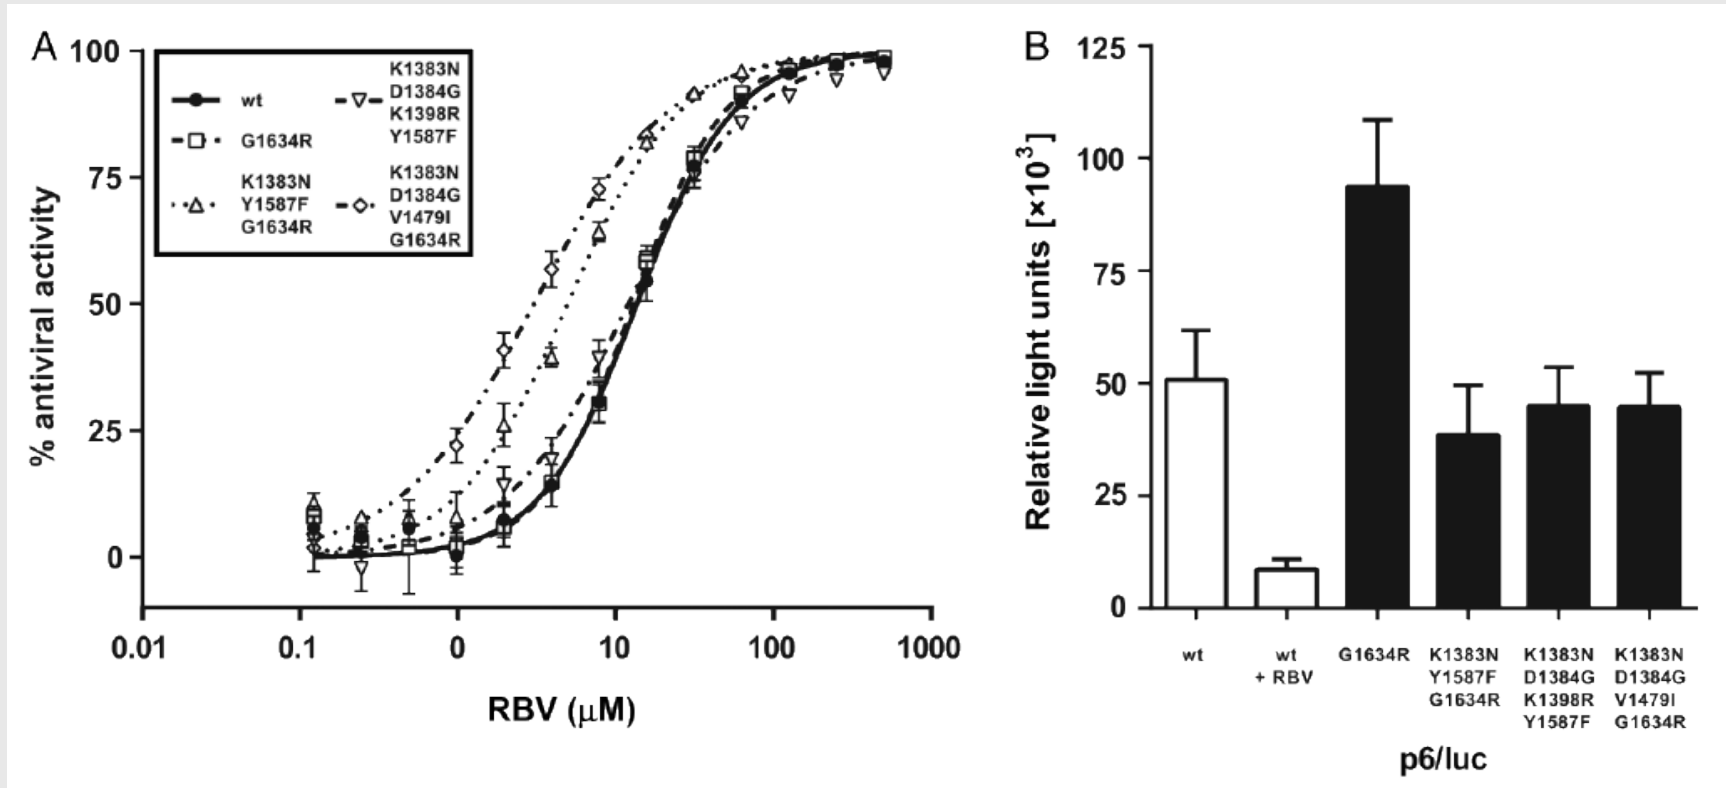 A
100
75
50
25
0
% antiviral activity
wt
G1634R
K1383N
Y1587F
G1634R
K1383N
D1384G
K1398R
Y1587F
K1383N
D1384G
V1479I
G1634R
0.01
0.1
0
10
100
1000
RBV (μM)
B
125
100
75
50
25
0
Relative light units [×10³]
wt
wt
+ RBV
G1634R
K1383N
Y1587F
G1634R
K1383N
D1384G
K1398R
Y1587F
K1383N
D1384G
V1479I
G1634R
p6/luc